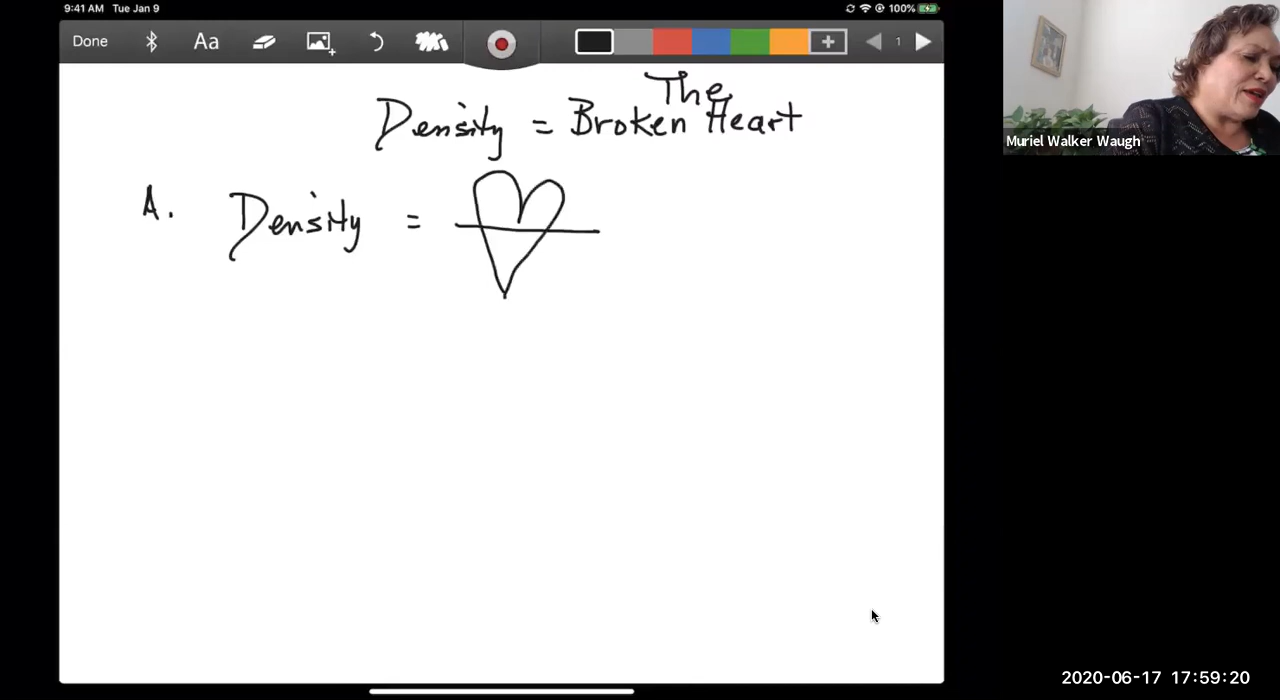 9:41 AM Tue Jan 9
100%
Done Aa 1
The
Density = Broken Heart
A. Density =
Muriel Walker Waugh
2020-06-17 17:59:20